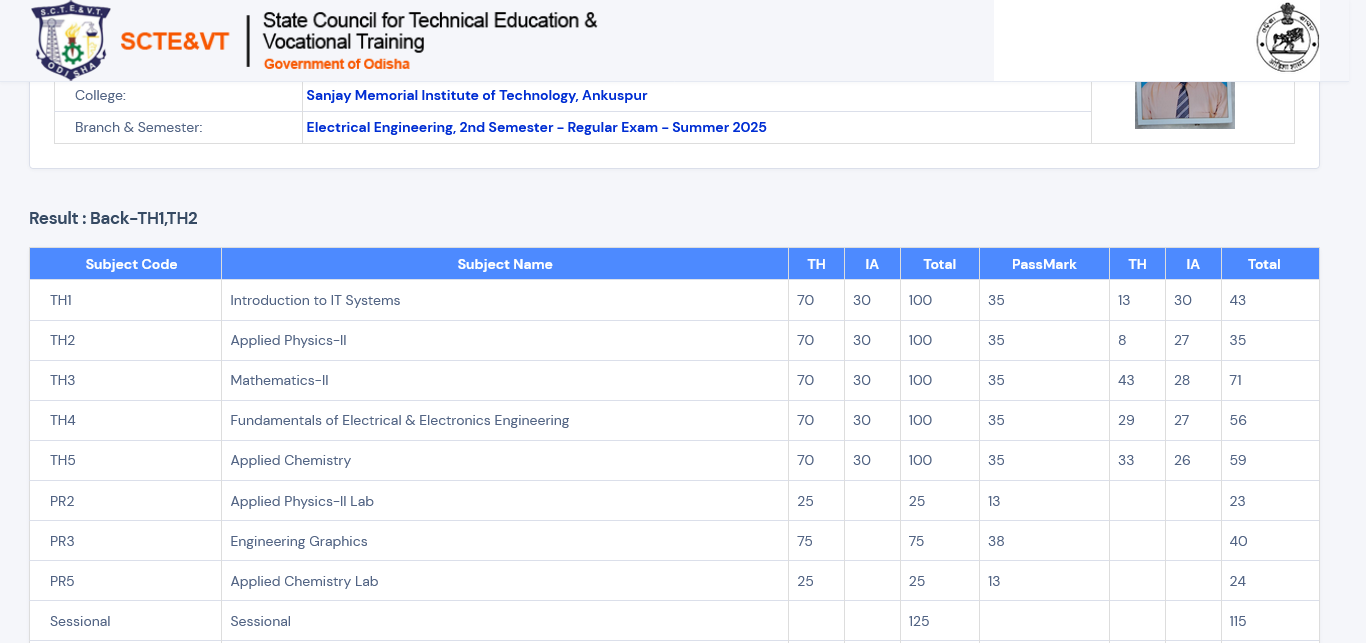 S.C.T.E.& V.T.
ODISHA
SCTE&VT
State Council for Technical Education &
Vocational Training
Government of Odisha
College: Sanjay Memorial Institute of Technology, Ankuspur
Branch & Semester: Electrical Engineering, 2nd Semester - Regular Exam - Summer 2025
Result : Back-TH1,TH2
Subject Code Subject Name TH IA Total PassMark TH IA Total
TH1 Introduction to IT Systems 70 30 100 35 13 30 43
TH2 Applied Physics-II 70 30 100 35 8 27 35
TH3 Mathematics-II 70 30 100 35 43 28 71
TH4 Fundamentals of Electrical & Electronics Engineering 70 30 100 35 29 27 56
TH5 Applied Chemistry 70 30 100 35 33 26 59
PR2 Applied Physics-II Lab 25 25 13 23
PR3 Engineering Graphics 75 75 38 40
PR5 Applied Chemistry Lab 25 25 13 24
Sessional Sessional 125 115